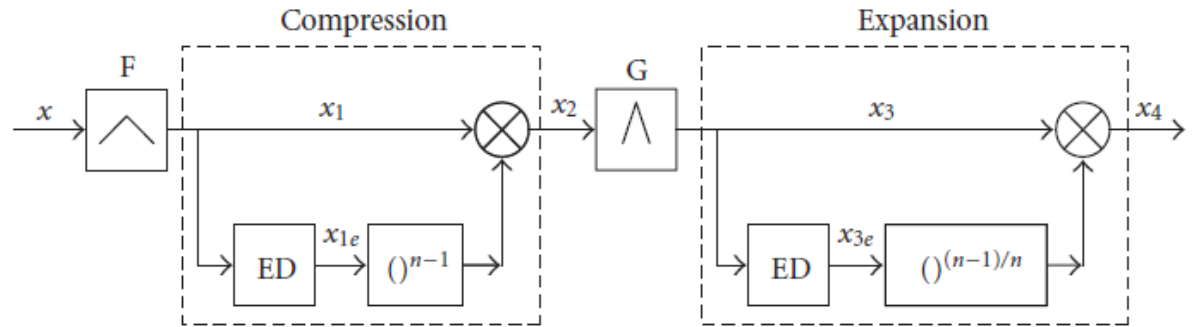 Compression
Expansion
F
G
x
x₁
x₂
x₃
x₄
ED
x₁ₑ
()ⁿ⁻¹
ED
x₃ₑ
()⁽ⁿ⁻¹⁾/ⁿ